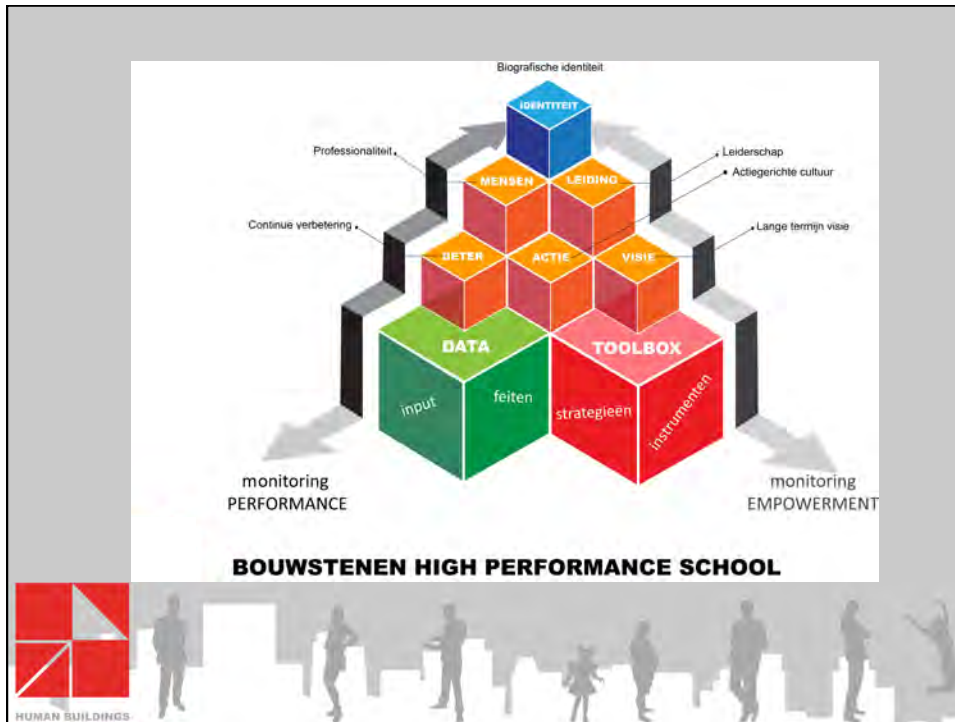 Biografische identiteit
IDENTITEIT
Professionaliteit
Leiderschap
Actiegerichte cultuur
MENSEN
LEIDING
Continue verbetering
Lange termijn visie
BETER
ACTIE
VISIE
DATA
TOOLBOX
input
feiten
strategieën
instrumenten
monitoring
PERFORMANCE
monitoring
EMPOWERMENT
BOUWSTENEN HIGH PERFORMANCE SCHOOL
HUMAN BUILDINGS